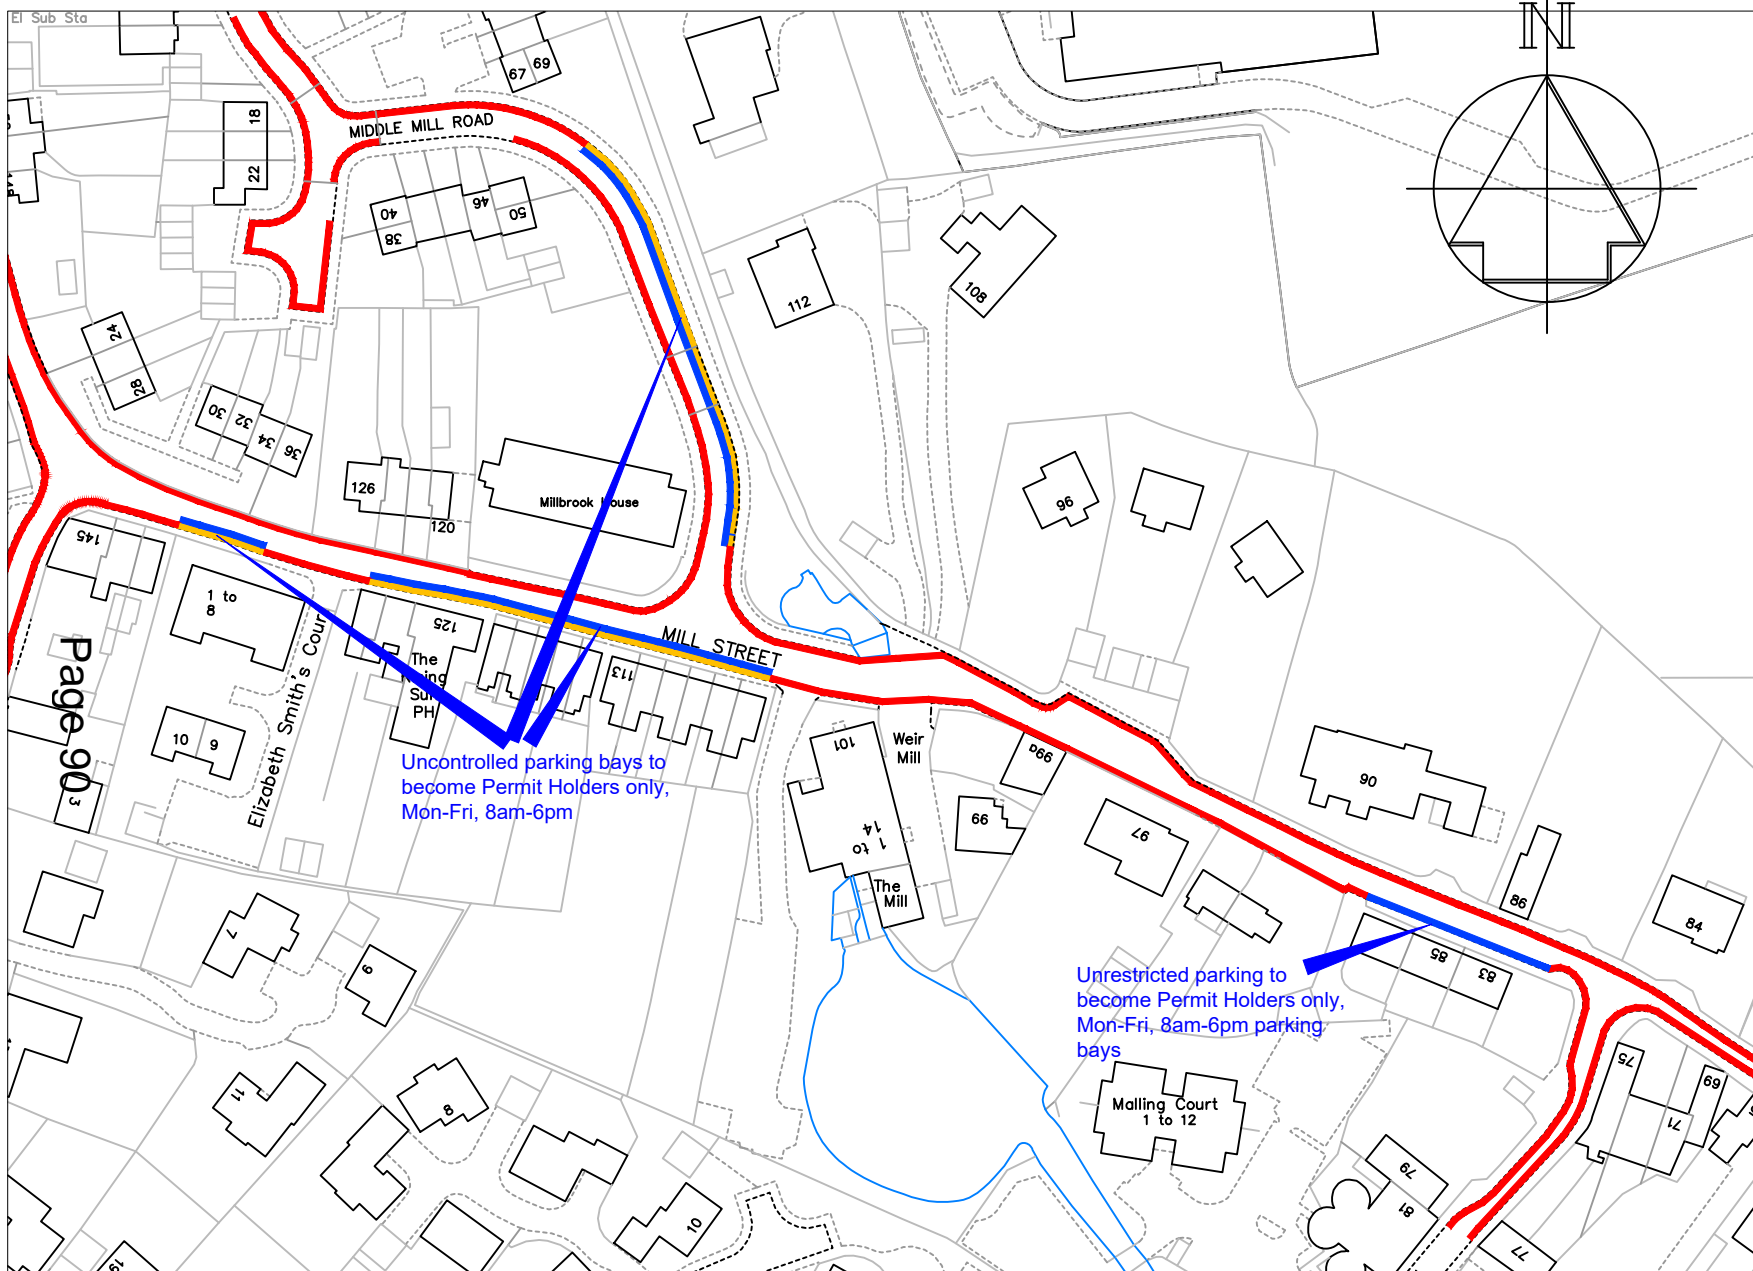 El Sub Sta
N
67
69
MIDDLE MILL ROAD
18
22
40
38
46
50
112
108
24
28
30
32
34
36
126
120
Millbrook House
96
145
1 to
8
Elizabeth Smith's Court
125
The
Rising
Sun
PH
113
MILL STREET
Page 90
10
9
3
Uncontrolled parking bays to
become Permit Holders only,
Mon-Fri, 8am-6pm
101
Weir
Mill
1 to
14
The
Mill
99a
99
97
90
86
84
85
83
Unrestricted parking to
become Permit Holders only,
Mon-Fri, 8am-6pm parking
bays
7
9
11
8
10
Malling Court
1 to 12
75
69
71
79
81
77
19